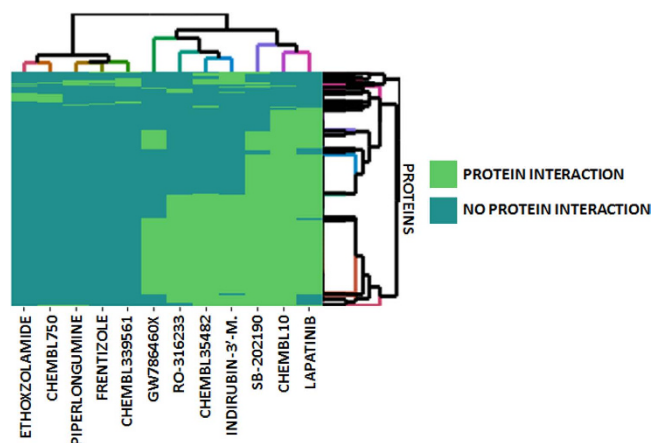 PROTEINS
PROTEIN INTERACTION
NO PROTEIN INTERACTION
ETHOXZOLAMIDE
CHEMBL750
PIPERLONGUMINE
FRENTIZOLE
CHEMBL339561
GW786460X
RO-316233
CHEMBL35482
INDIRUBIN-3'-M.
SB-202190
CHEMBL10
LAPATINIB